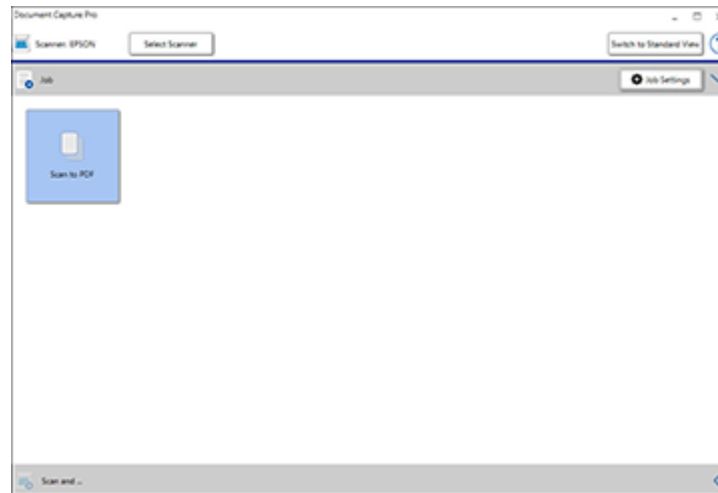 Document Capture Pro
Scanner: EPSON
Select Scanner
Switch to Standard View
Job
Job Settings
Scan to PDF
Scan and ...